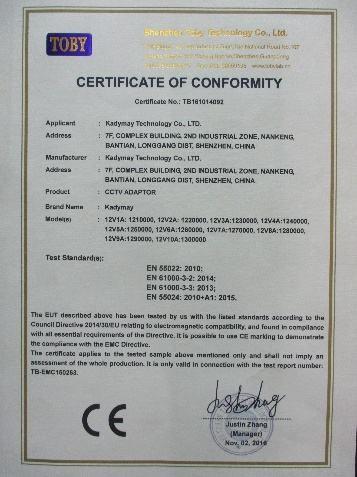 TOBY
Shenzhen Toby Technology Co., Ltd.
CERTIFICATE OF CONFORMITY
Certificate No.: TB161014092
Applicant : Kadymay Technology Co., LTD.
Address : 7F, COMPLEX BUILDING, 2ND INDUSTRIAL ZONE, NANKENG,
BANTIAN, LONGGANG DIST, SHENZHEN, CHINA
Manufacturer : Kadymay Technology Co., LTD.
Address : 7F, COMPLEX BUILDING, 2ND INDUSTRIAL ZONE, NANKENG,
BANTIAN, LONGGANG DIST, SHENZHEN, CHINA
Product : CCTV ADAPTOR
Brand Name : Kadymay
Model(s) : 12V1A: 1210000, 12V2A: 1220000, 12V3A:1230000, 12V4A:1240000,
12V5A:1250000, 12V6A:1260000, 12V7A:1270000, 12V8A:1280000,
12V9A:1290000, 12V10A:1300000
Test Standard(s):
EN 55022: 2010;
EN 61000-3-2: 2014;
EN 61000-3-3: 2013;
EN 55024: 2010+A1: 2015.
The EUT described above has been tested by us with the listed standards according to the
Council Directive 2014/30/EU relating to electromagnetic compatibility, and found in compliance
with all essential requirements of the Directive. It is possible to use CE marking to demonstrate
the compliance with the EMC Directive.
The certificate applies to the tested sample above mentioned only and shall not imply an
assessment of the whole production. It is only valid in connection with the test report number:
TB-EMC150263.
CE
Justin Zhang
(Manager)
Nov, 02, 2016